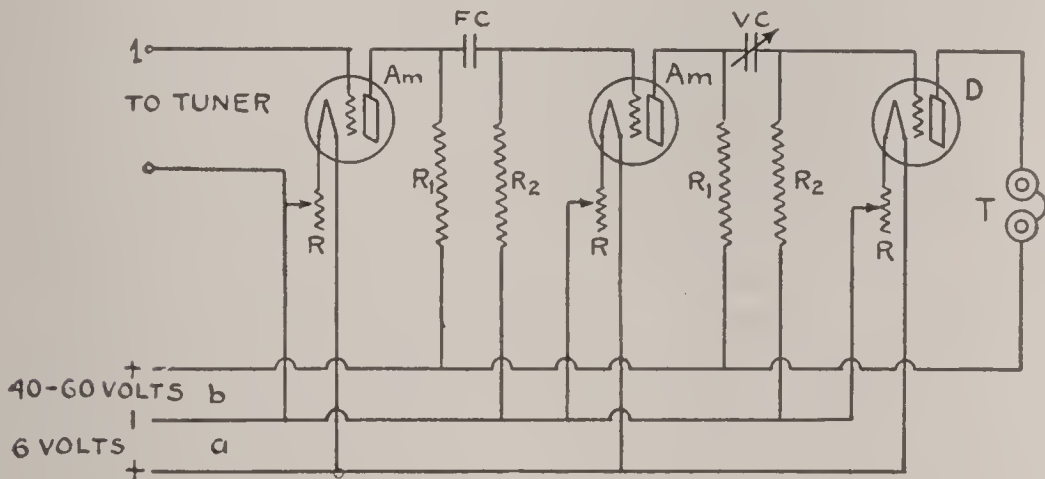 FC
VC
1
Am
Am
D
TO TUNER
R₁
R₂
R₁
R₂
T
R
R
R
+
40-60 VOLTS b
-
6 VOLTS a
+